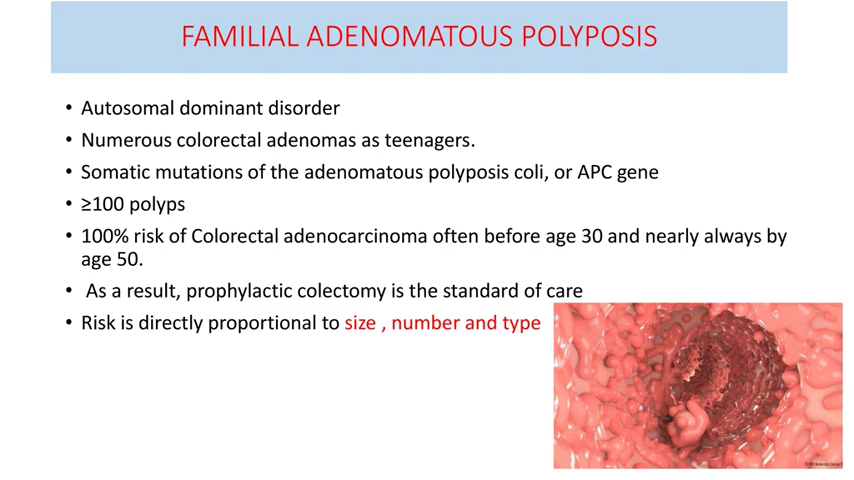 FAMILIAL ADENOMATOUS POLYPOSIS
• Autosomal dominant disorder
• Numerous colorectal adenomas as teenagers.
• Somatic mutations of the adenomatous polyposis coli, or APC gene
• ≥100 polyps
• 100% risk of Colorectal adenocarcinoma often before age 30 and nearly always by
age 50.
• As a result, prophylactic colectomy is the standard of care
• Risk is directly proportional to size , number and type